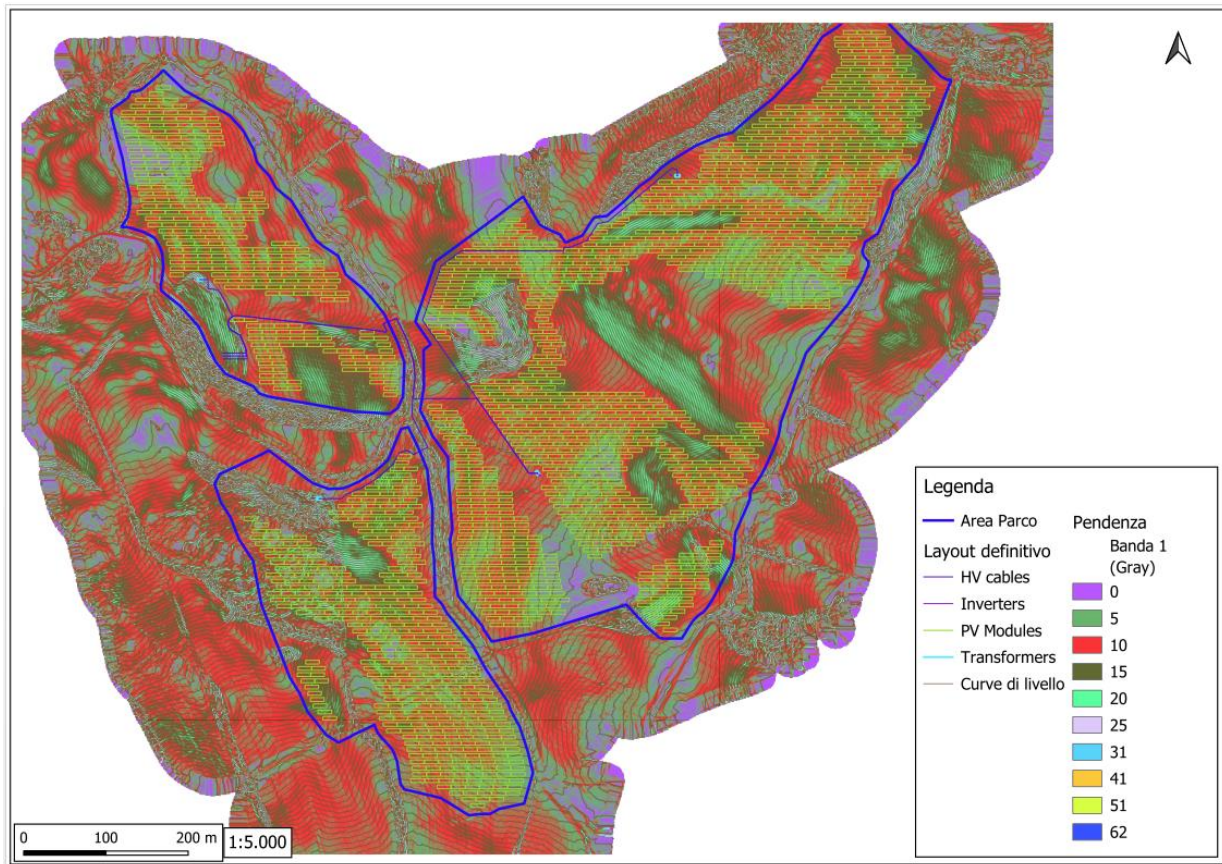 Legenda
Area Parco
Layout definitivo
HV cables
Inverters
PV Modules
Transformers
Curve di livello
Pendenza
Banda 1
(Gray)
0
5
10
15
20
25
31
41
51
62
0 100 200 m
1:5.000